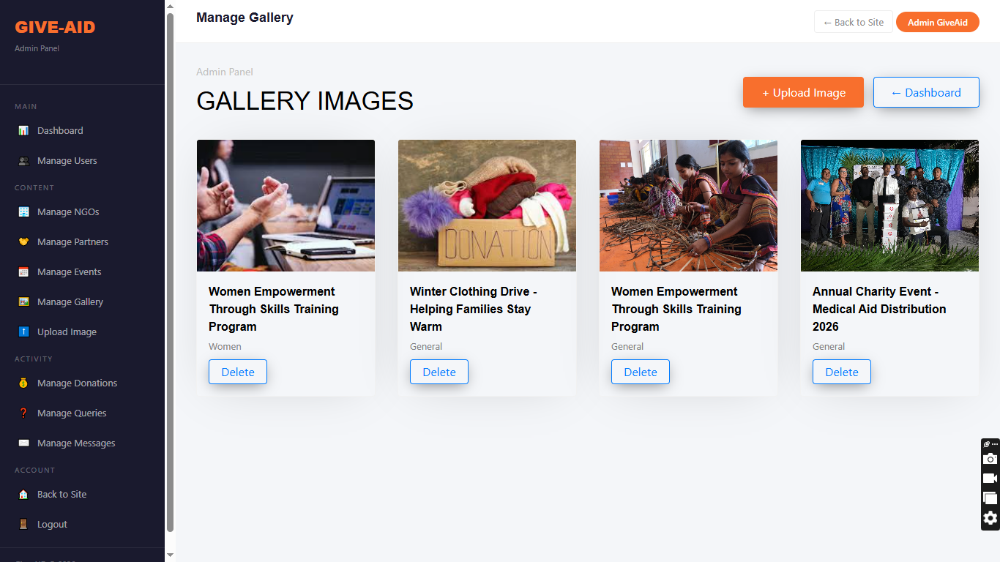 GIVE-AID
Admin Panel
MAIN
Dashboard
Manage Users
CONTENT
Manage NGOs
Manage Partners
Manage Events
Manage Gallery
Upload Image
ACTIVITY
Manage Donations
Manage Queries
Manage Messages
ACCOUNT
Back to Site
Logout
Manage Gallery
← Back to Site
Admin GiveAid
Admin Panel
GALLERY IMAGES
+ Upload Image
← Dashboard
DONATION
Women Empowerment
Through Skills Training
Program
Women
Delete
Winter Clothing Drive -
Helping Families Stay
Warm
General
Delete
Women Empowerment
Through Skills Training
Program
General
Delete
Annual Charity Event -
Medical Aid Distribution
2026
General
Delete